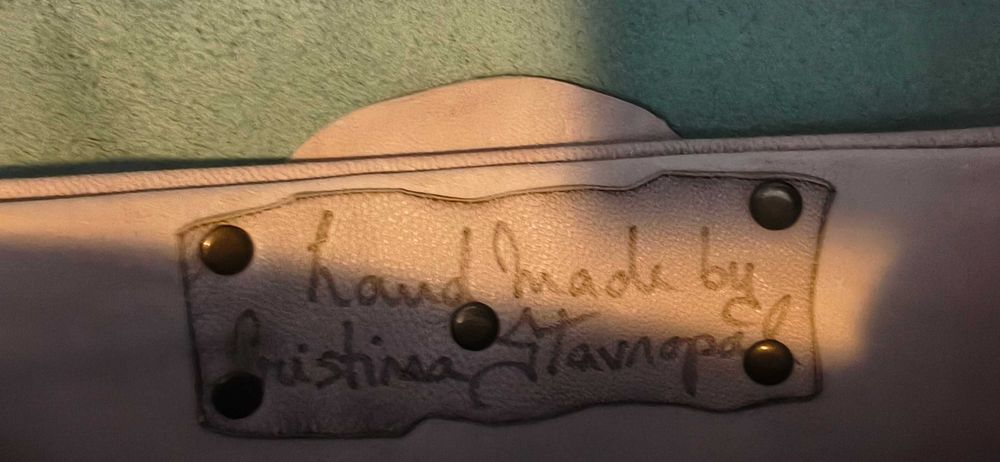 hand made by
Cristina Stavropol